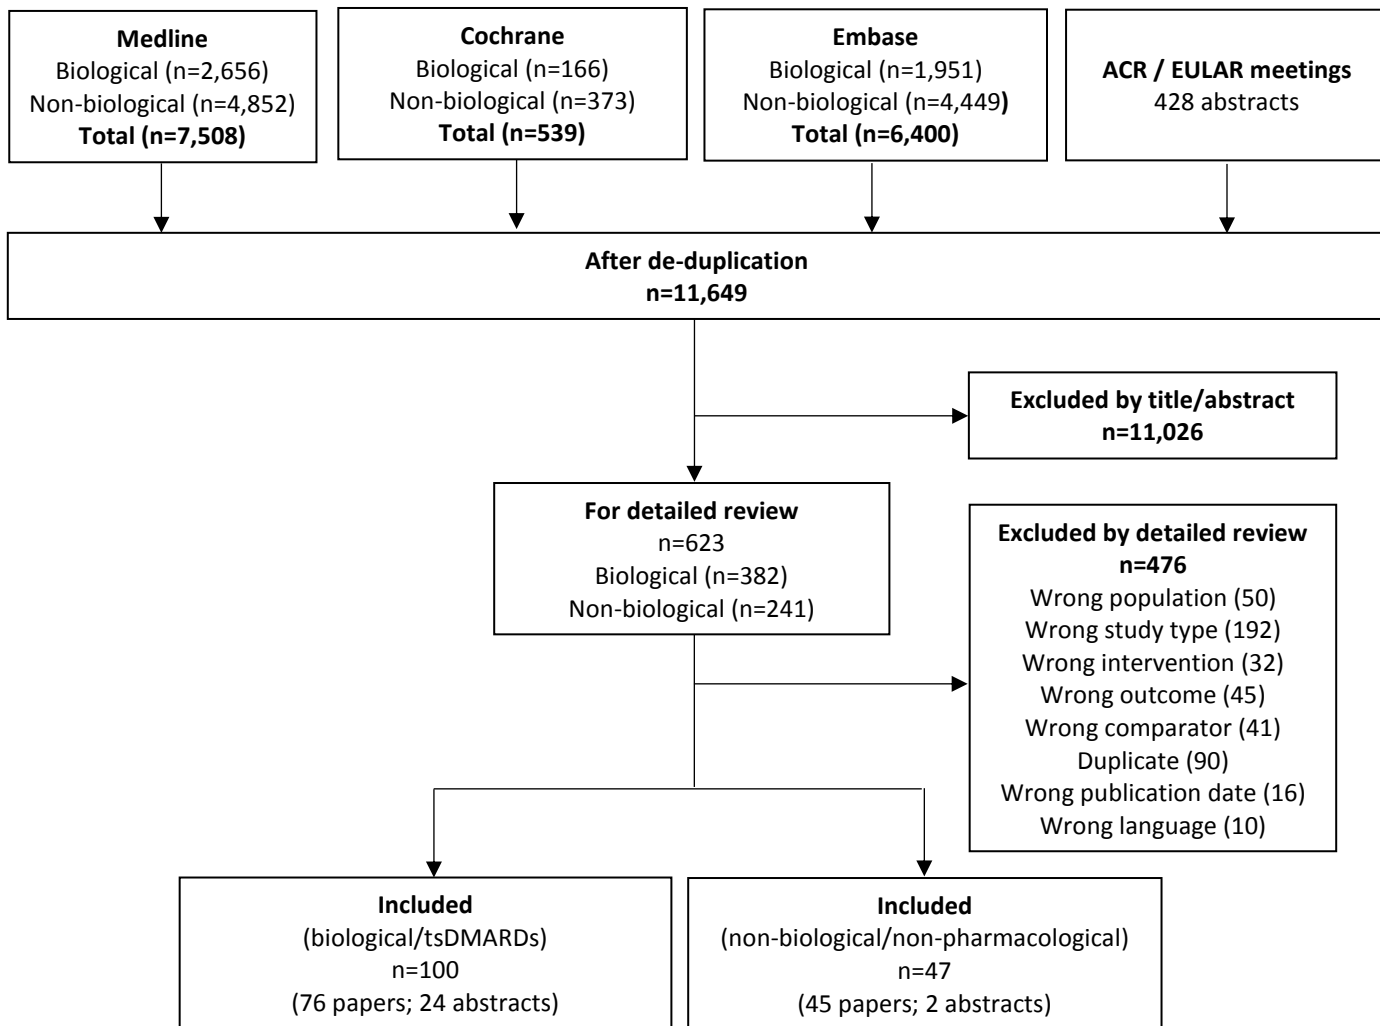 Medline
Biological (n=2,656)
Non-biological (n=4,852)
Total (n=7,508)
Cochrane
Biological (n=166)
Non-biological (n=373)
Total (n=539)
Embase
Biological (n=1,951)
Non-biological (n=4,449)
Total (n=6,400)
ACR / EULAR meetings
428 abstracts
After de-duplication
n=11,649
Excluded by title/abstract
n=11,026
For detailed review
n=623
Biological (n=382)
Non-biological (n=241)
Excluded by detailed review
n=476
Wrong population (50)
Wrong study type (192)
Wrong intervention (32)
Wrong outcome (45)
Wrong comparator (41)
Duplicate (90)
Wrong publication date (16)
Wrong language (10)
Included
(biological/tsDMARDs)
n=100
(76 papers; 24 abstracts)
Included
(non-biological/non-pharmacological)
n=47
(45 papers; 2 abstracts)